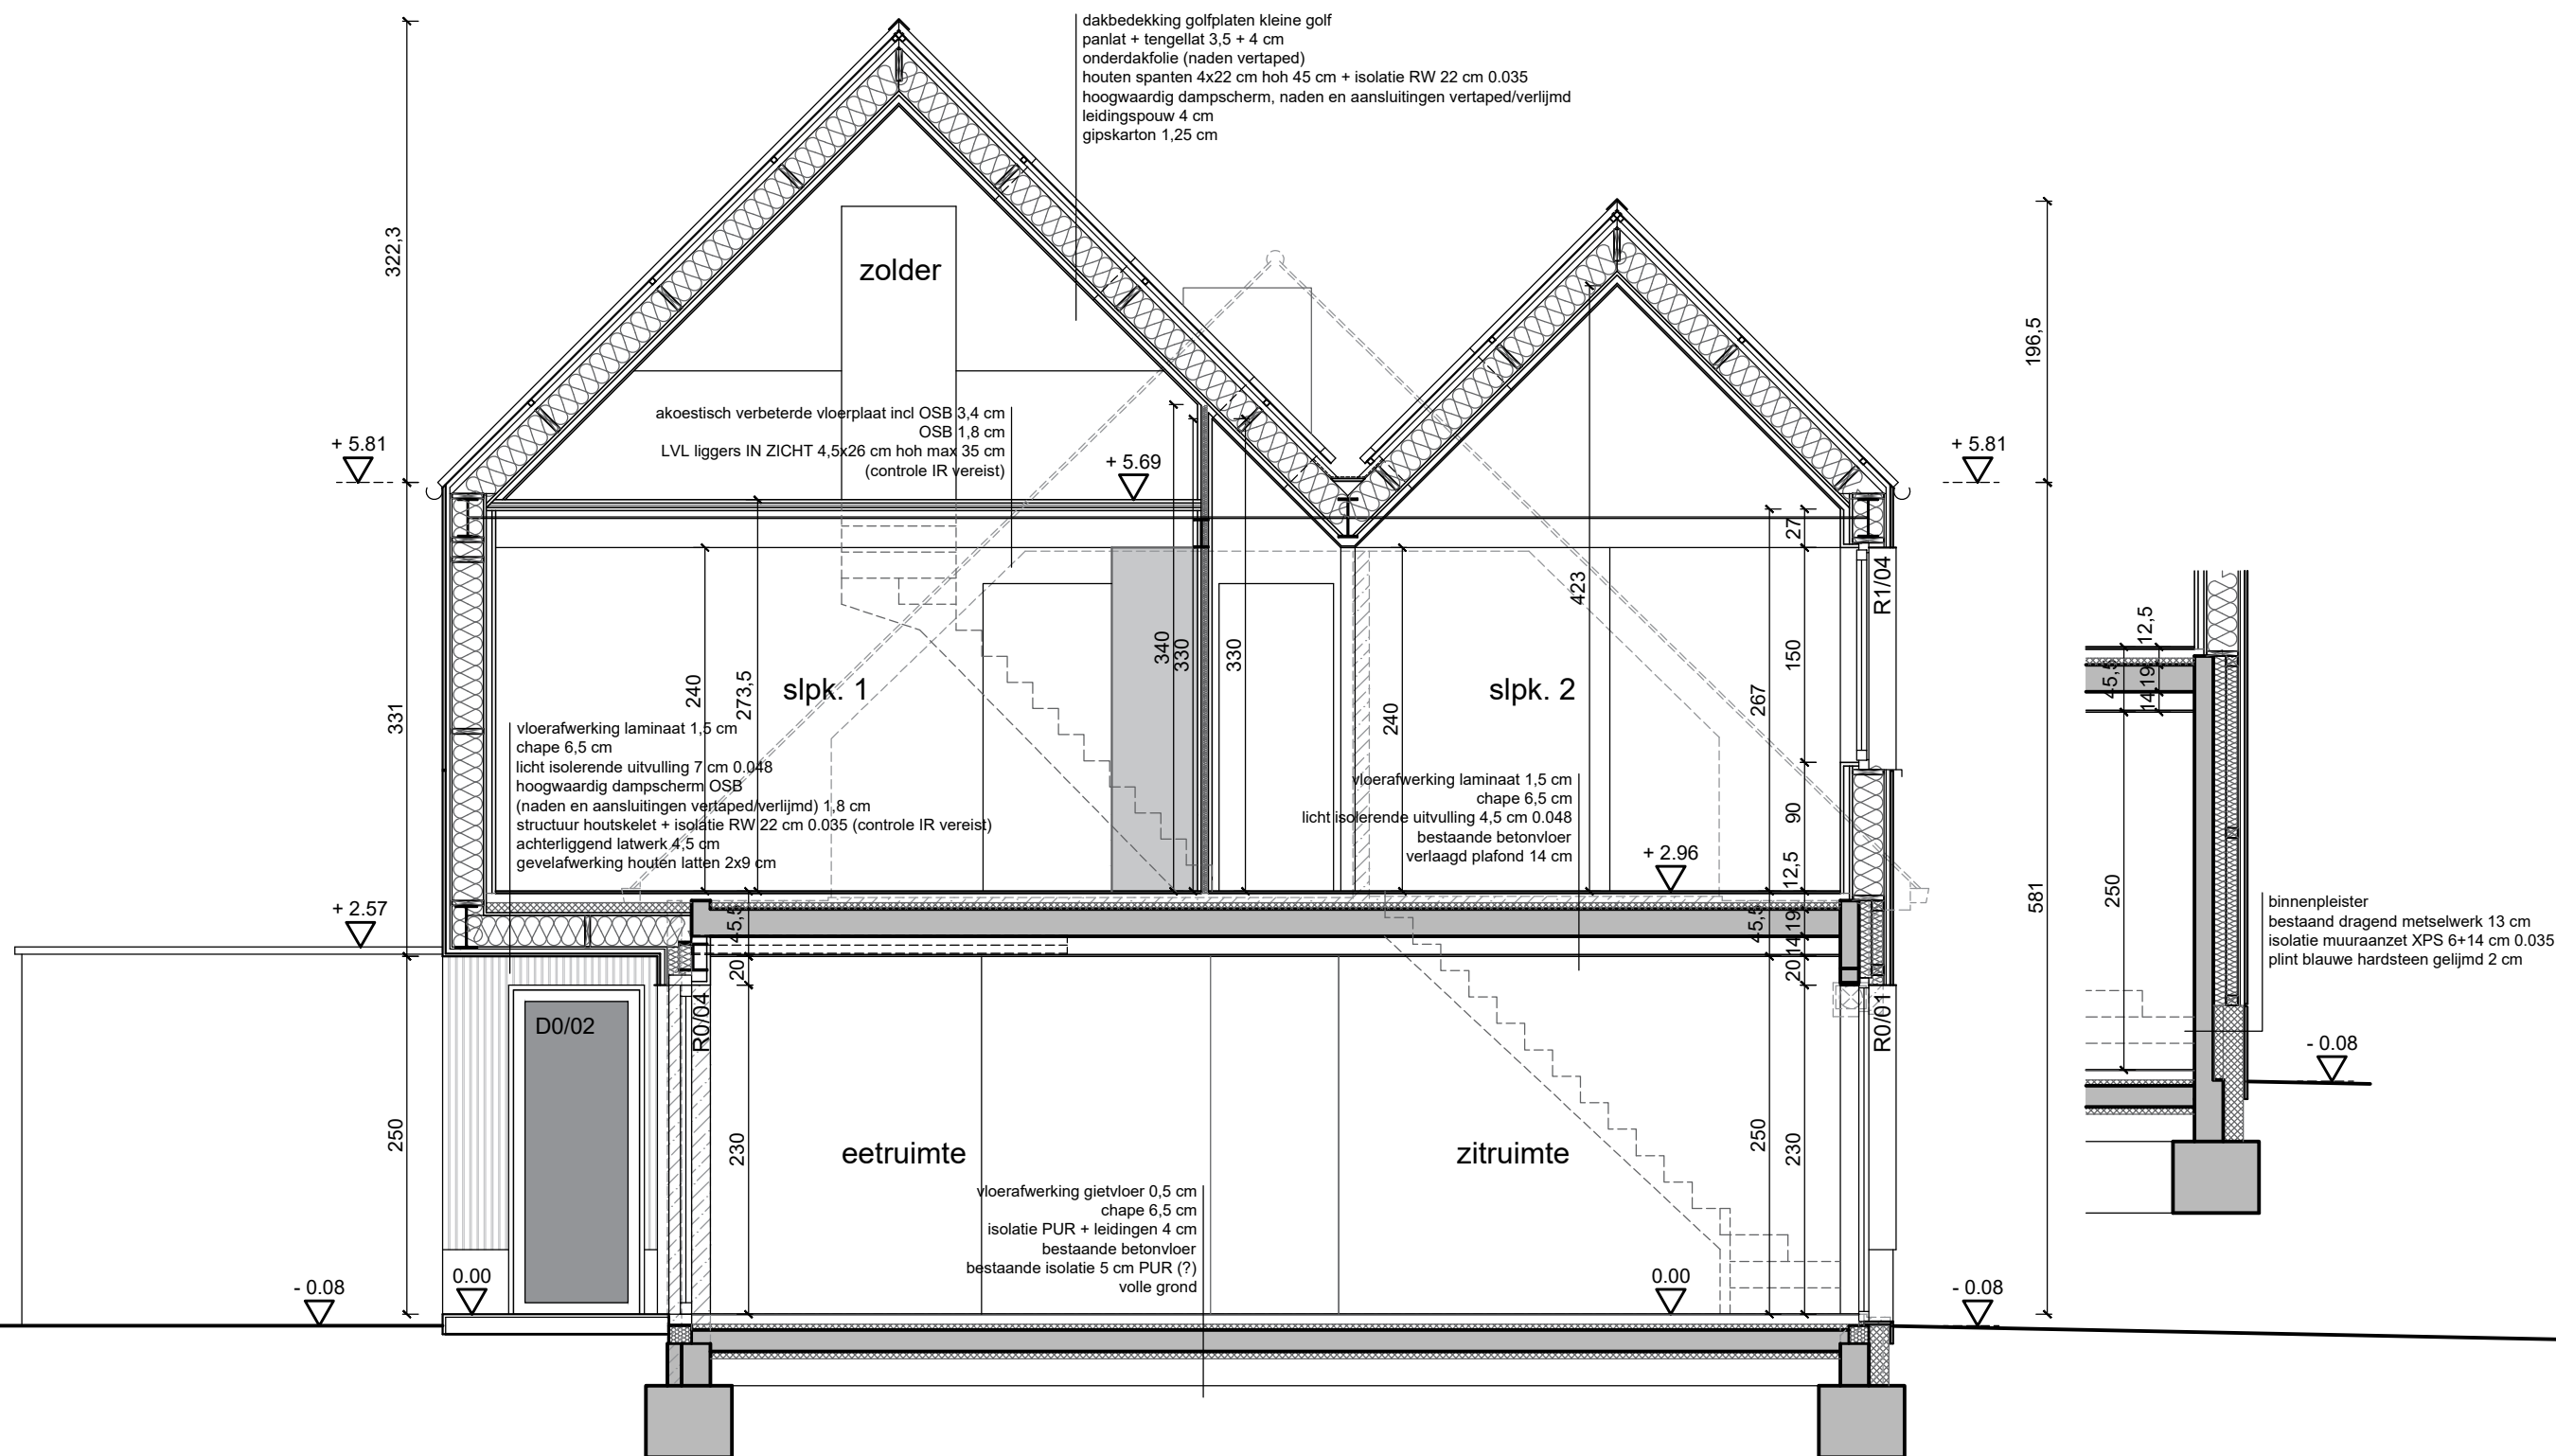 dakbedekking golfplaten kleine golf
panlat + tengellat 3,5 + 4 cm
onderdakfolie (naden vertaped)
houten spanten 4x22 cm hoh 45 cm + isolatie RW 22 cm 0.035
hoogwaardig dampscherm, naden en aansluitingen vertaped/verlijmd
leidingspouw 4 cm
gipskarton 1,25 cm
322,3
zolder
196,5
akoestisch verbeterde vloerplaat incl OSB 3,4 cm
OSB 1,8 cm
LVL liggers IN ZICHT 4,5x26 cm hoh max 35 cm
(controle IR vereist)
+ 5.81
+ 5.69
+ 5.81
27
R1/04
423
150
340
330
330
240
273,5
slpk. 1
240
slpk. 2
267
331
12,5
45,5
19
14
vloerafwerking laminaat 1,5 cm
chape 6,5 cm
licht isolerende uitvulling 7 cm 0.048
hoogwaardig dampscherm OSB
(naden en aansluitingen vertaped/verlijmd) 1,8 cm
structuur houtskelet + isolatie RW 22 cm 0.035 (controle IR vereist)
achterliggend latwerk 4,5 cm
gevelafwerking houten latten 2x9 cm
vloerafwerking laminaat 1,5 cm
chape 6,5 cm
licht isolerende uitvulling 4,5 cm 0.048
bestaande betonvloer
verlaagd plafond 14 cm
90
+ 2.96
12,5
581
250
+ 2.57
45,5
45,5
19
14
20
20
binnenpleister
bestaand dragend metselwerk 13 cm
isolatie muuraanzet XPS 6+14 cm 0.035
plint blauwe hardsteen gelijmd 2 cm
D0/02
R0/04
R0/01
- 0.08
250
230
eetruimte
zitruimte
250
230
vloerafwerking gietvloer 0,5 cm
chape 6,5 cm
isolatie PUR + leidingen 4 cm
bestaande betonvloer
bestaande isolatie 5 cm PUR (?)
volle grond
- 0.08
0.00
0.00
- 0.08